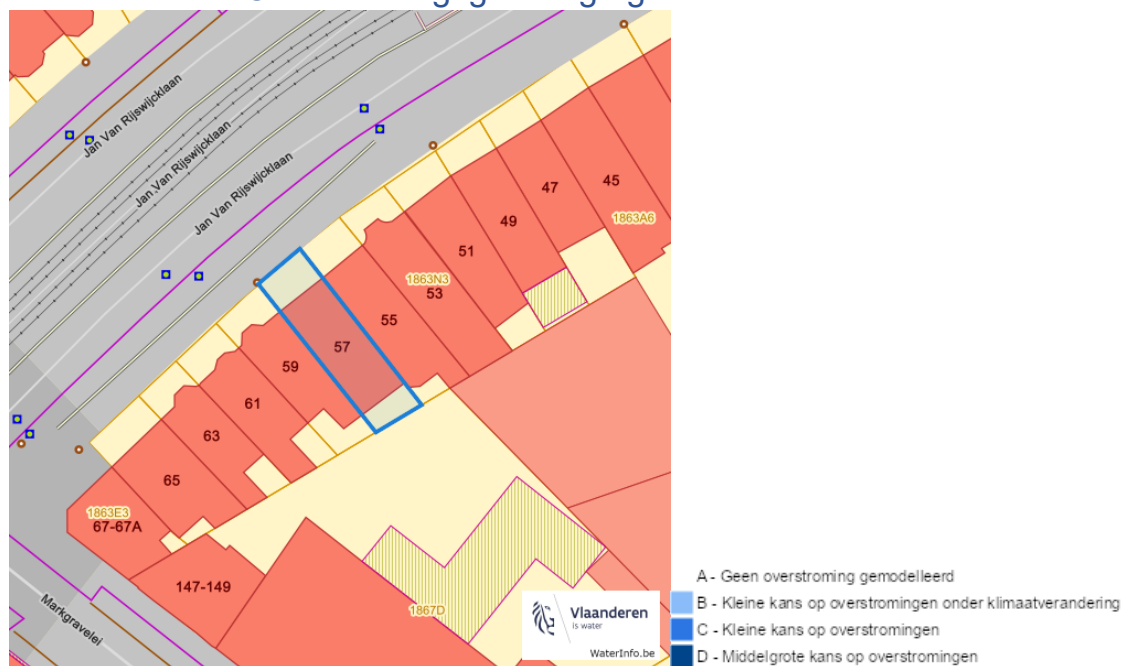 Jan Van Rijswijcklaan
Jan Van Rijswijcklaan
Jan Van Rijswijcklaan
45
47
1863A6
49
51
1863N3
53
55
57
59
61
63
65
1863E3
67-67A
147-149
Markgravelei
1867D
Vlaanderen
is water
WaterInfo.be
A - Geen overstroming gemodelleerd
B - Kleine kans op overstromingen onder klimaatverandering
C - Kleine kans op overstromingen
D - Middelgrote kans op overstromingen